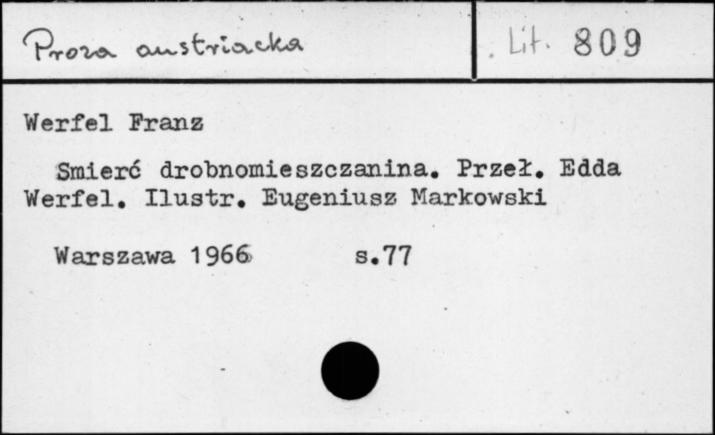 Proza austriacka
Lit. 809
Werfel Franz
Smierć drobnomieszczanina. Przeł. Edda
Werfel. Ilustr. Eugeniusz Markowski
Warszawa 1966 s.77